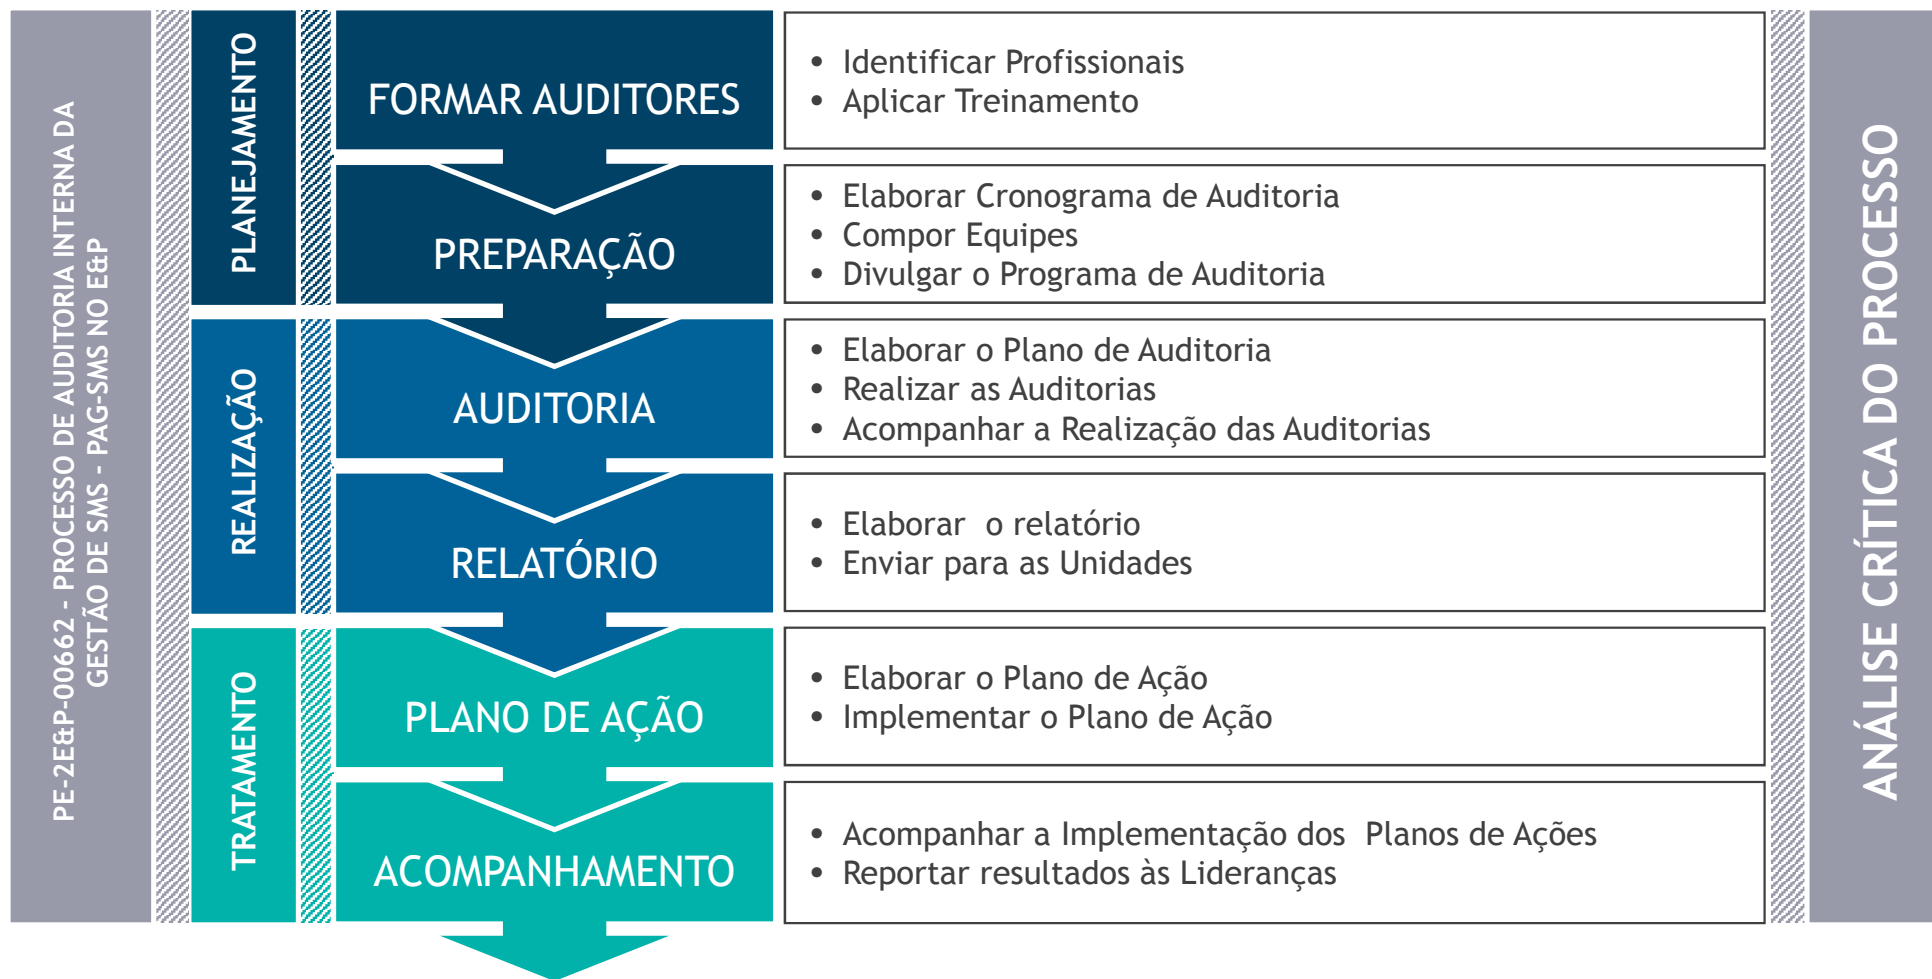 PE-2E&P-00662 - PROCESSO DE AUDITORIA INTERNA DA
GESTÃO DE SMS - PAG-SMS NO E&P
PLANEJAMENTO
FORMAR AUDITORES
• Identificar Profissionais
• Aplicar Treinamento
PREPARAÇÃO
• Elaborar Cronograma de Auditoria
• Compor Equipes
• Divulgar o Programa de Auditoria
REALIZAÇÃO
AUDITORIA
• Elaborar o Plano de Auditoria
• Realizar as Auditorias
• Acompanhar a Realização das Auditorias
RELATÓRIO
• Elaborar  o relatório
• Enviar para as Unidades
TRATAMENTO
PLANO DE AÇÃO
• Elaborar o Plano de Ação
• Implementar o Plano de Ação
ACOMPANHAMENTO
• Acompanhar a Implementação dos  Planos de Ações
• Reportar resultados às Lideranças
ANÁLISE CRÍTICA DO PROCESSO